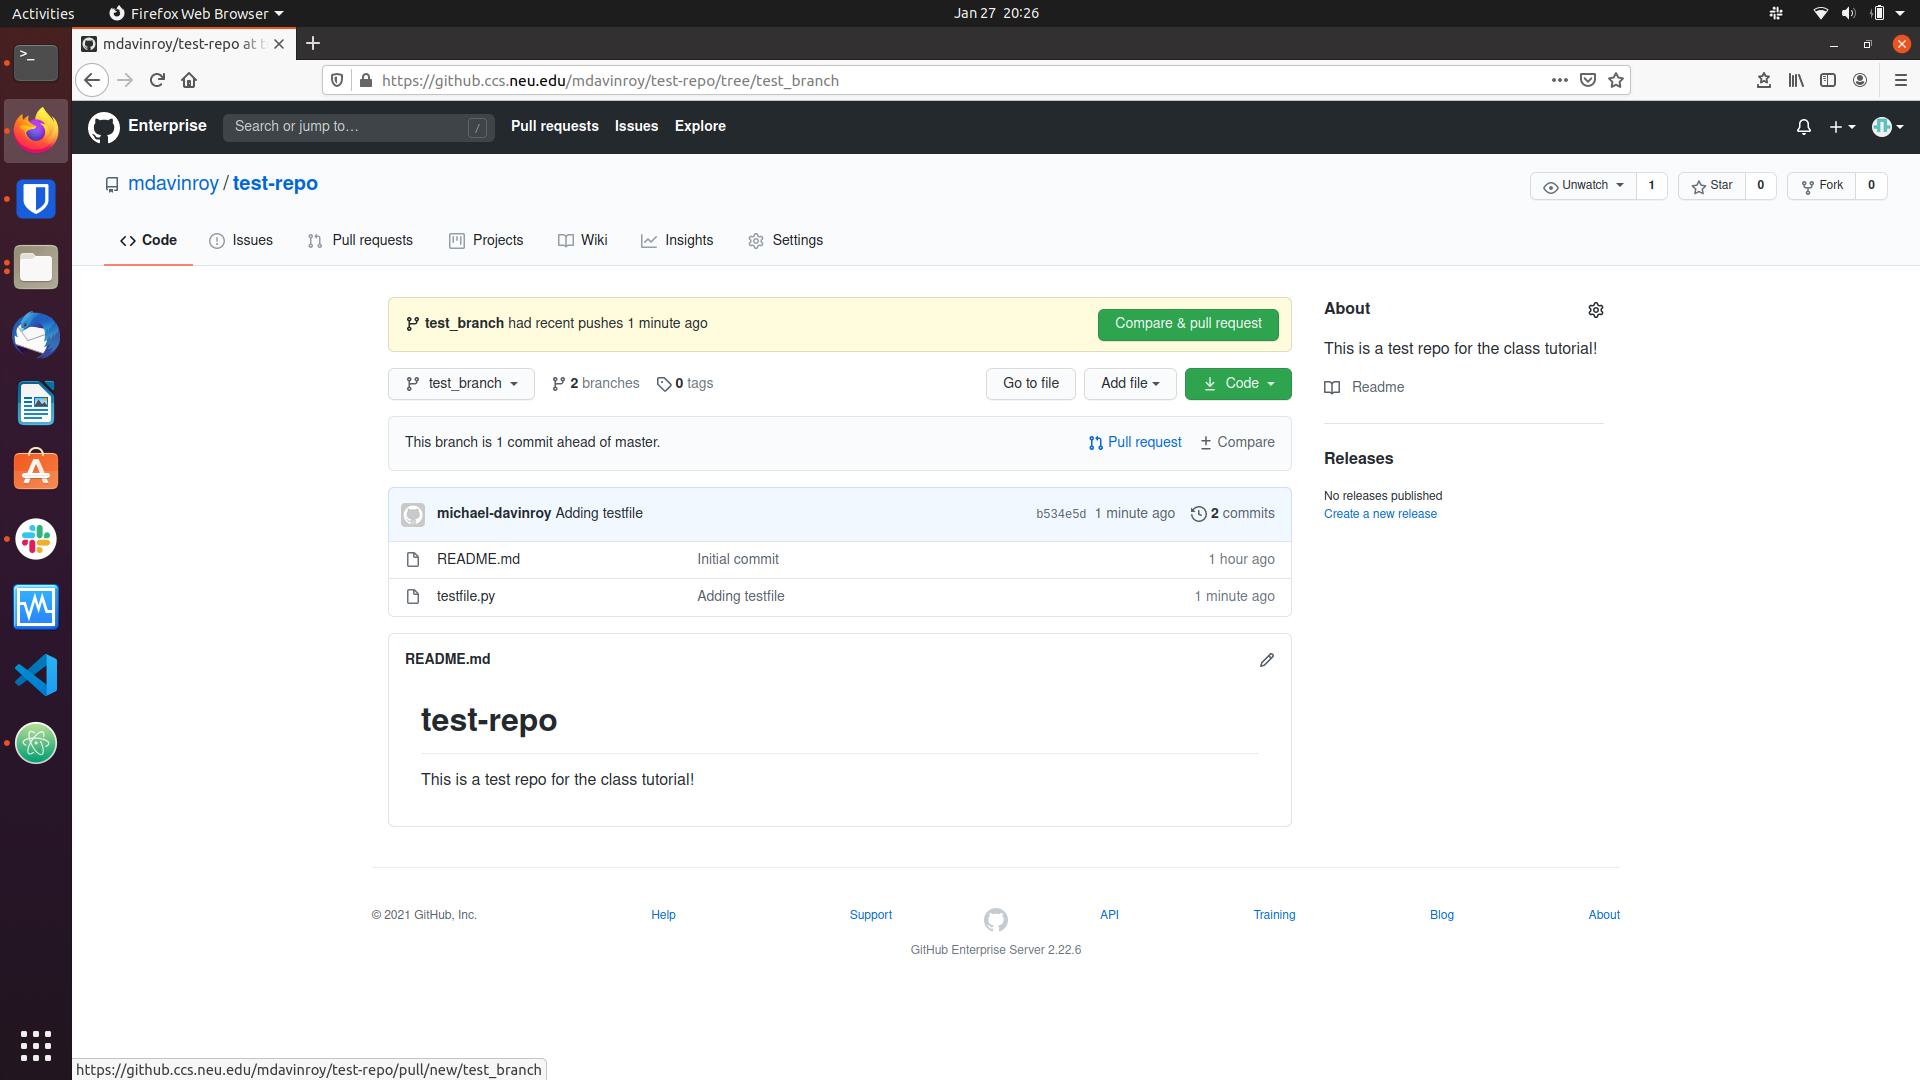 Activities Firefox Web Browser Jan 27 20:26
mdavinroy/test-repo at t
https://github.ccs.neu.edu/mdavinroy/test-repo/tree/test_branch
Enterprise Search or jump to… / Pull requests Issues Explore
mdavinroy / test-repo Unwatch 1 Star 0 Fork 0
Code Issues Pull requests Projects Wiki Insights Settings
test_branch had recent pushes 1 minute ago Compare & pull request
test_branch 2 branches 0 tags Go to file Add file Code
This branch is 1 commit ahead of master. Pull request Compare
michael-davinroy Adding testfile b534e5d 1 minute ago 2 commits
README.md Initial commit 1 hour ago
testfile.py Adding testfile 1 minute ago
README.md
test-repo
This is a test repo for the class tutorial!
About
This is a test repo for the class tutorial!
Readme
Releases
No releases published
Create a new release
© 2021 GitHub, Inc. Help Support API Training Blog About
GitHub Enterprise Server 2.22.6
https://github.ccs.neu.edu/mdavinroy/test-repo/pull/new/test_branch